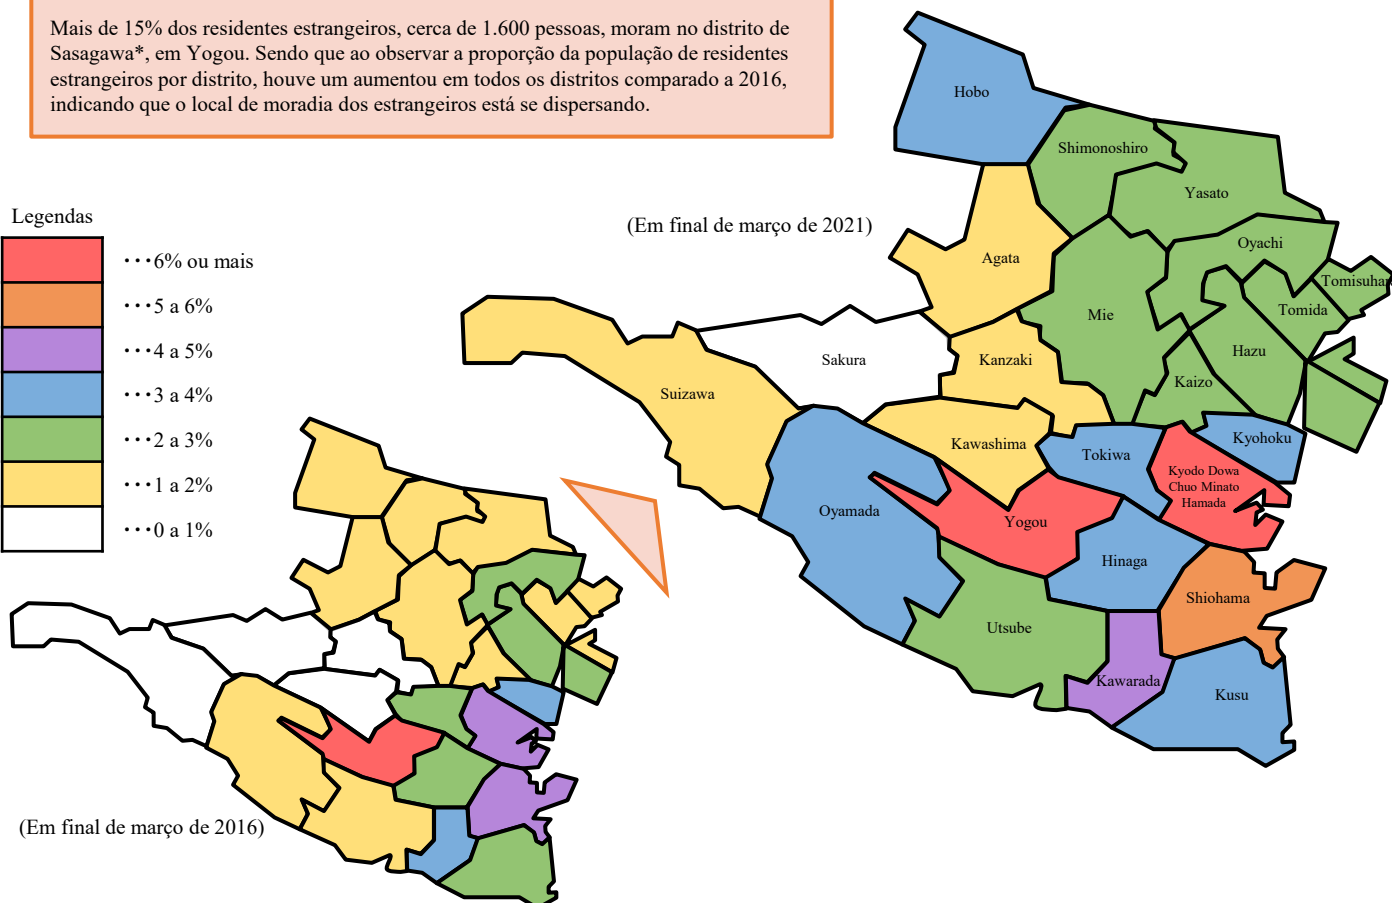 Mais de 15% dos residentes estrangeiros, cerca de 1.600 pessoas, moram no distrito de
Sasagawa*, em Yogou. Sendo que ao observar a proporção da população de residentes
estrangeiros por distrito, houve um aumentou em todos os distritos comparado a 2016,
indicando que o local de moradia dos estrangeiros está se dispersando.
Legendas
･･･6% ou mais
･･･5 a 6%
･･･4 a 5%
･･･3 a 4%
･･･2 a 3%
･･･1 a 2%
･･･0 a 1%
(Em final de março de 2021)
Hobo
Shimonoshiro
Yasato
Oyachi
Agata
Tomisuhar
Mie
Tomida
Sakura
Kanzaki
Hazu
Kaizo
Suizawa
Kawashima
Tokiwa
Kyohoku
Kyodo Dowa
Chuo Minato
Hamada
Oyamada
Yogou
Hinaga
Shiohama
Utsube
Kawarada
Kusu
(Em final de março de 2016)